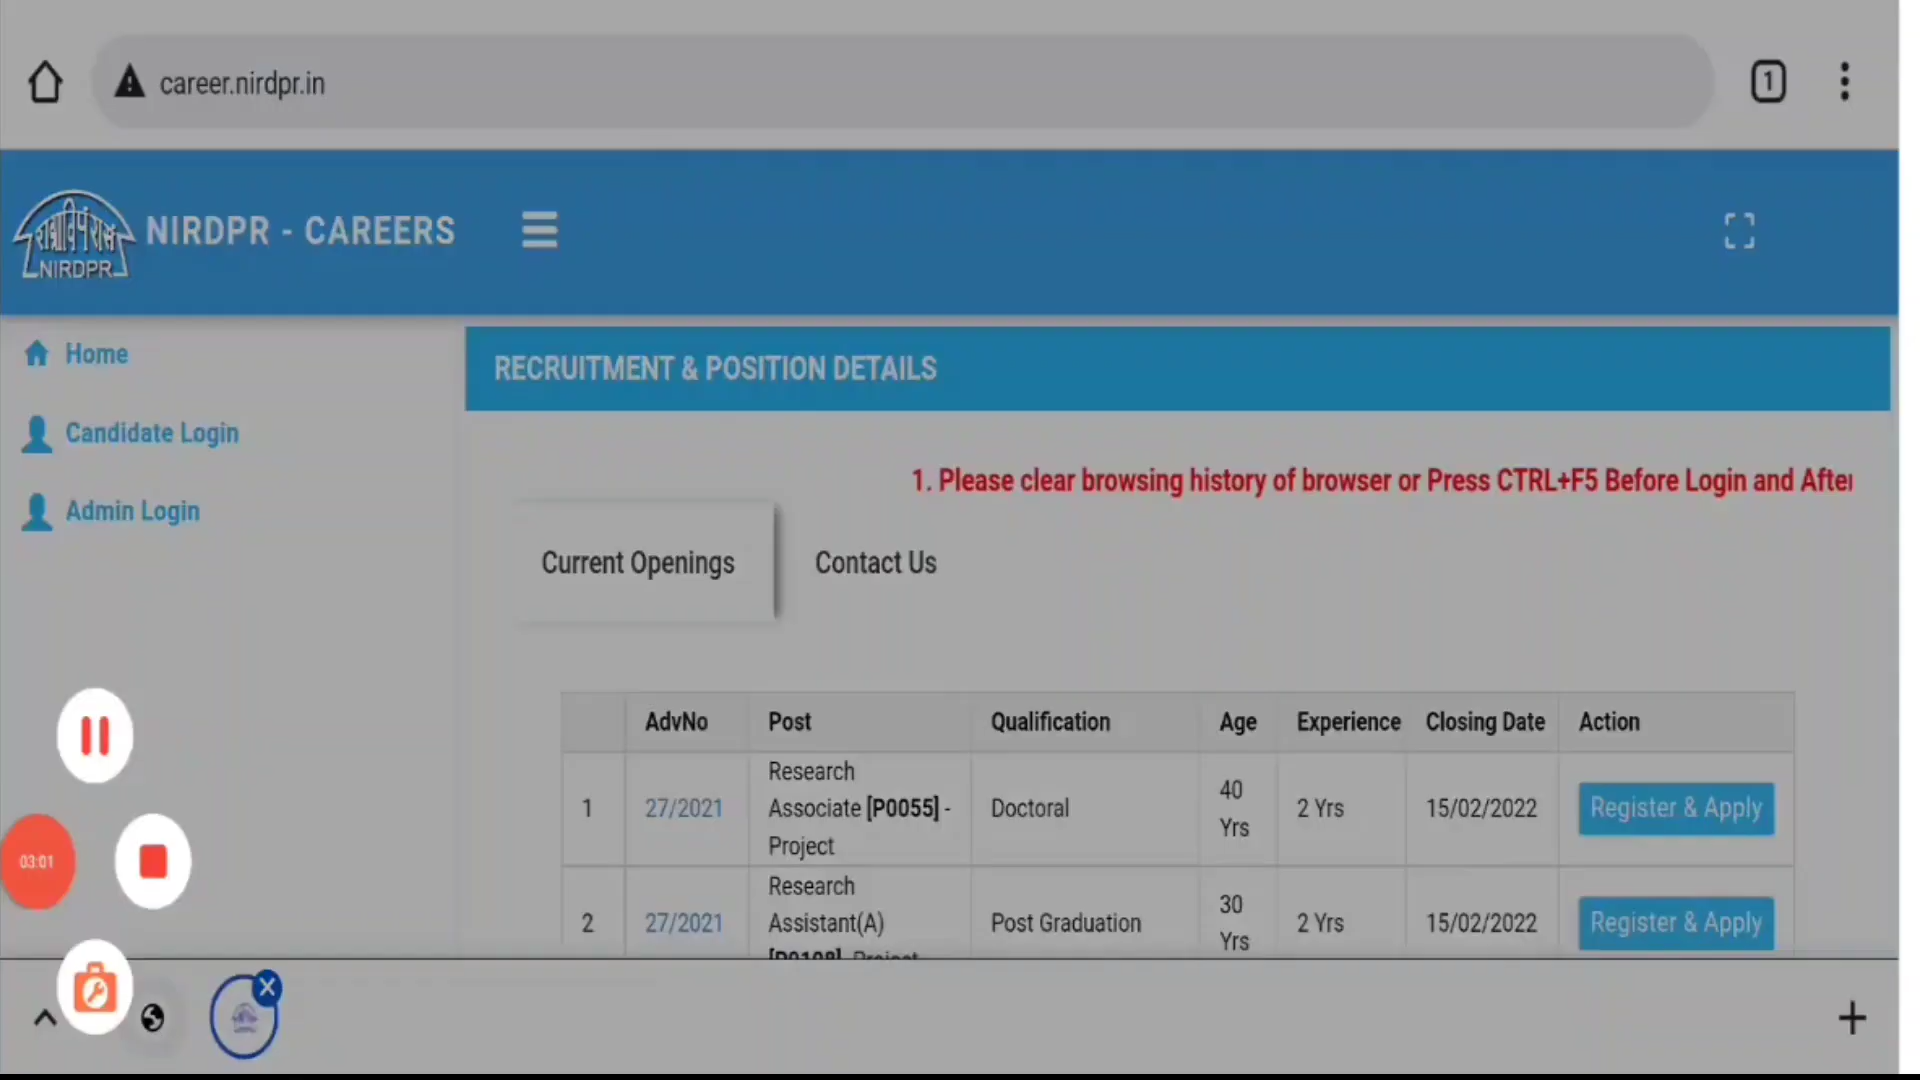 career.nirdpr.in
1
NIRDPR
NIRDPR - CAREERS
Home
Candidate Login
Admin Login
RECRUITMENT & POSITION DETAILS
1. Please clear browsing history of browser or Press CTRL+F5 Before Login and After
Current Openings
Contact Us
AdvNo Post Qualification Age Experience Closing Date Action
1 27/2021 Research Associate [P0055] - Project Doctoral 40 Yrs 2 Yrs 15/02/2022 Register & Apply
2 27/2021 Research Assistant(A) [P0108] Project Post Graduation 30 Yrs 2 Yrs 15/02/2022 Register & Apply
03:01